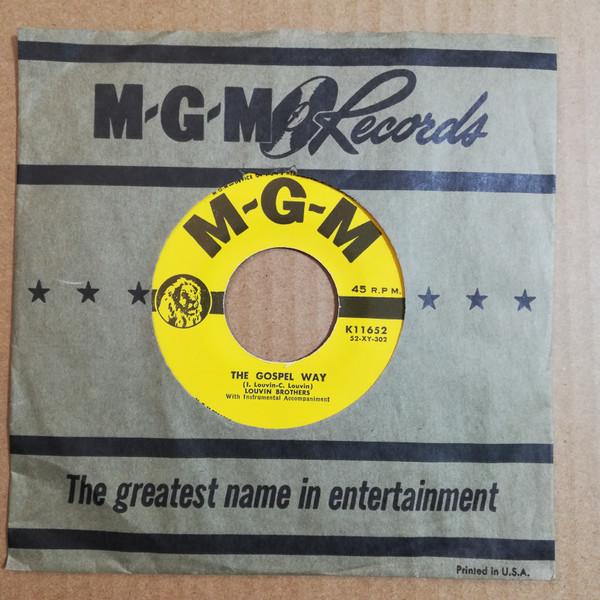 M-G-M Records
M-G-M
45 R.P.M.
K11652
52-XY-302
THE GOSPEL WAY
(I. Louvin-C. Louvin)
LOUVIN BROTHERS
With Instrumental Accompaniment
The greatest name in entertainment
Printed in U.S.A.